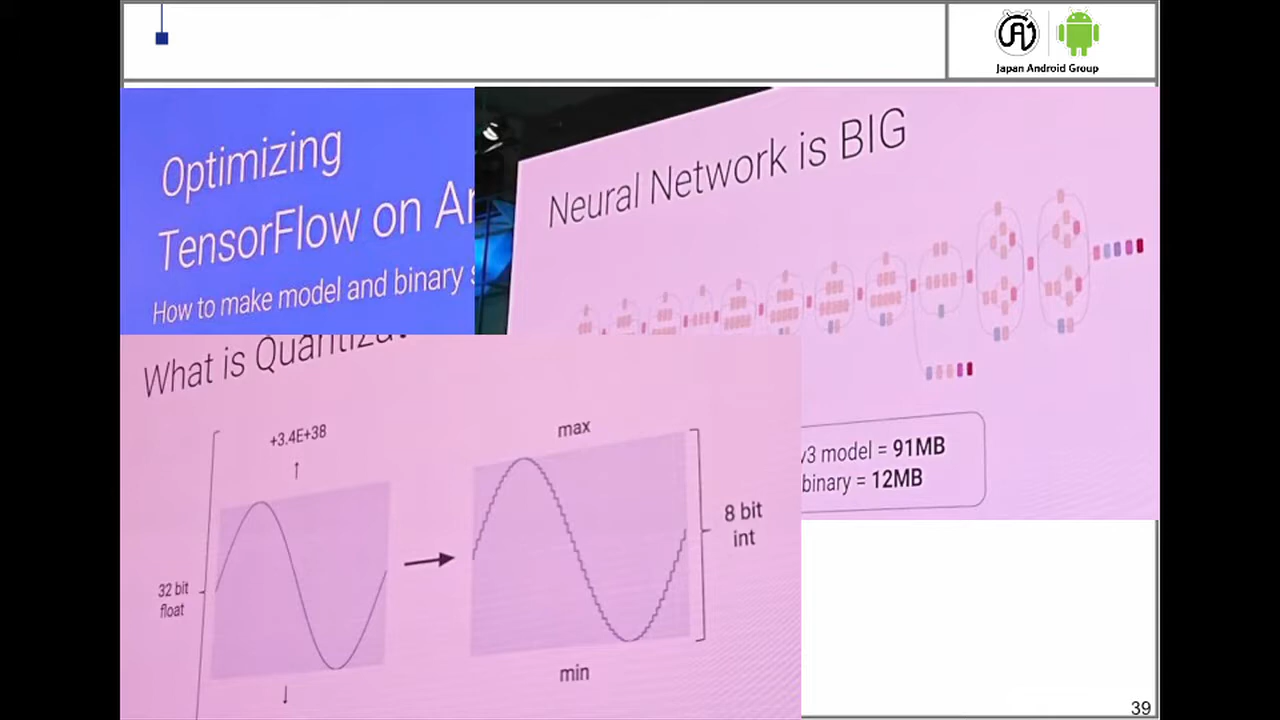 Japan Android Group
Optimizing
TensorFlow on
How to make model and binary
Neural Network is BIG
v3 model = 91MB
binary = 12MB
What is
+3.4E+38
32 bit
float
max
8 bit
int
min
39